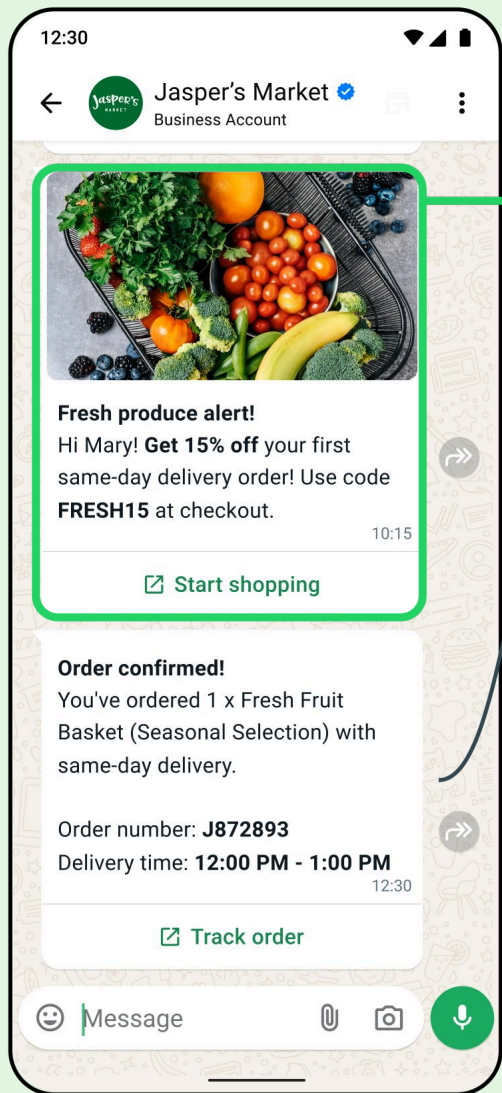 12:30
Jasper's MARKET
Jasper's Market
Business Account
Fresh produce alert!
Hi Mary! Get 15% off your first
same-day delivery order! Use code
FRESH15 at checkout.
10:15
Start shopping
Order confirmed!
You've ordered 1 x Fresh Fruit
Basket (Seasonal Selection) with
same-day delivery.
Order number: J872893
Delivery time: 12:00 PM - 1:00 PM
12:30
Track order
Message